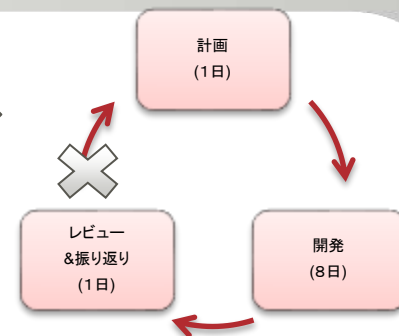 計画
(1日)
開発
(8日)
レビュー
&振り返り
(1日)